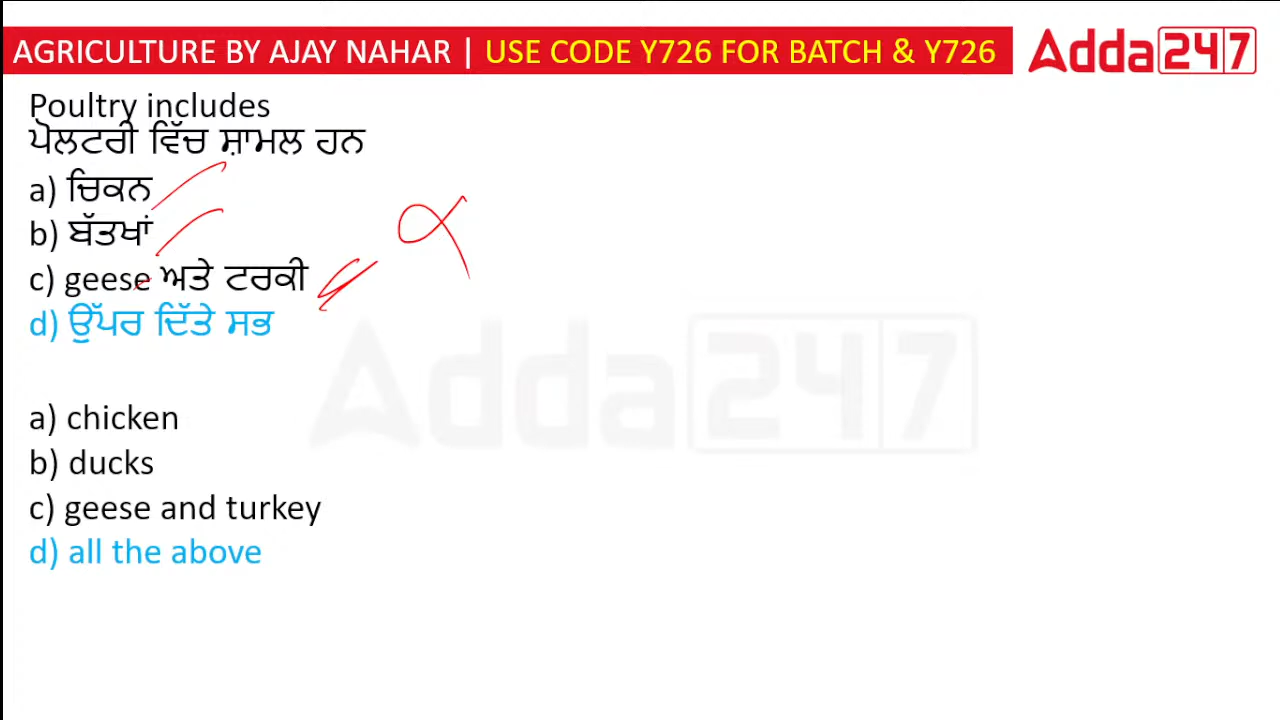 AGRICULTURE BY AJAY NAHAR | USE CODE Y726 FOR BATCH & Y726
Adda247
Poultry includes
ਪੋਲਟਰੀ ਵਿੱਚ ਸ਼ਾਮਲ ਹਨ
a) ਚਿਕਨ
b) ਬੱਤਖਾਂ
c) geese ਅਤੇ ਟਰਕੀ
d) ਉੱਪਰ ਦਿੱਤੇ ਸਭ
Adda247
a) chicken
b) ducks
c) geese and turkey
d) all the above